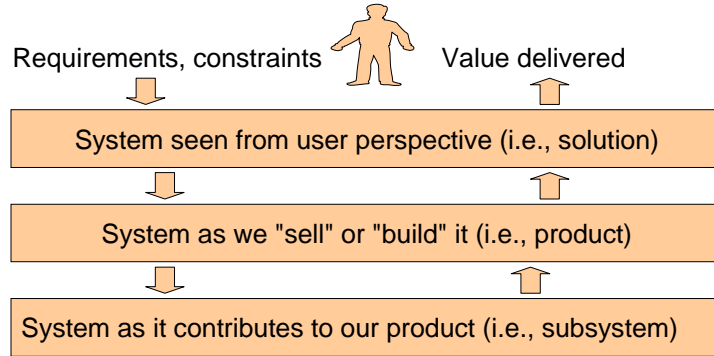 Requirements, constraints
Value delivered
System seen from user perspective (i.e., solution)
System as we "sell" or "build" it (i.e., product)
System as it contributes to our product (i.e., subsystem)